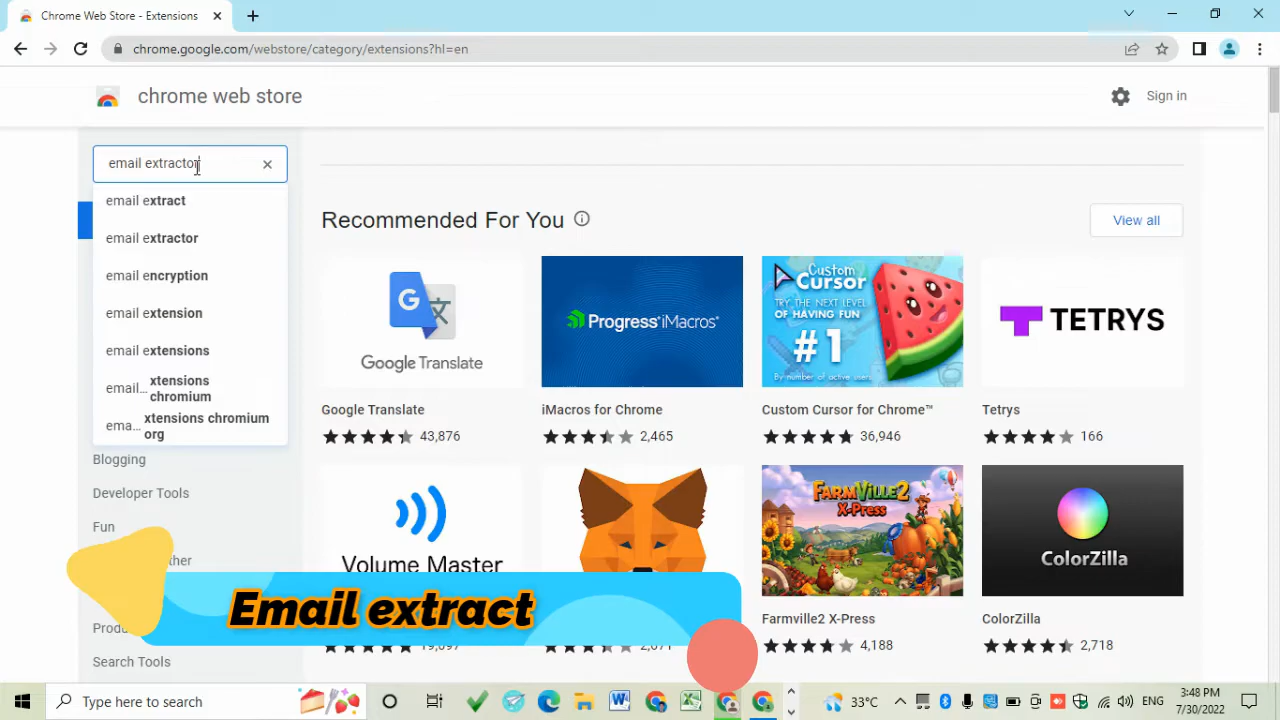 Chrome Web Store - Extensions
chrome.google.com/webstore/category/extensions?hl=en
chrome web store
Sign in
email extractor
email extract
email extractor
email encryption
email extension
email extensions
email... xtensions
chromium
ema... xtensions chromium
org
Blogging
Developer Tools
Fun
Search Tools
Recommended For You
View all
G
Google Translate
Progress iMacros
Custom
Cursor
TRY THE NEXT LEVEL
OF HAVING FUN
#1
By number of active users
TETRYS
Google Translate
iMacros for Chrome
Custom Cursor for Chrome™
Tetrys
43,876
2,465
36,946
166
Volume Master
FARMVILLE2
X-PRESS
ColorZilla
Farmville2 X-Press
ColorZilla
4,188
2,718
Email extract
Type here to search
33°C
ENG
3:48 PM
7/30/2022